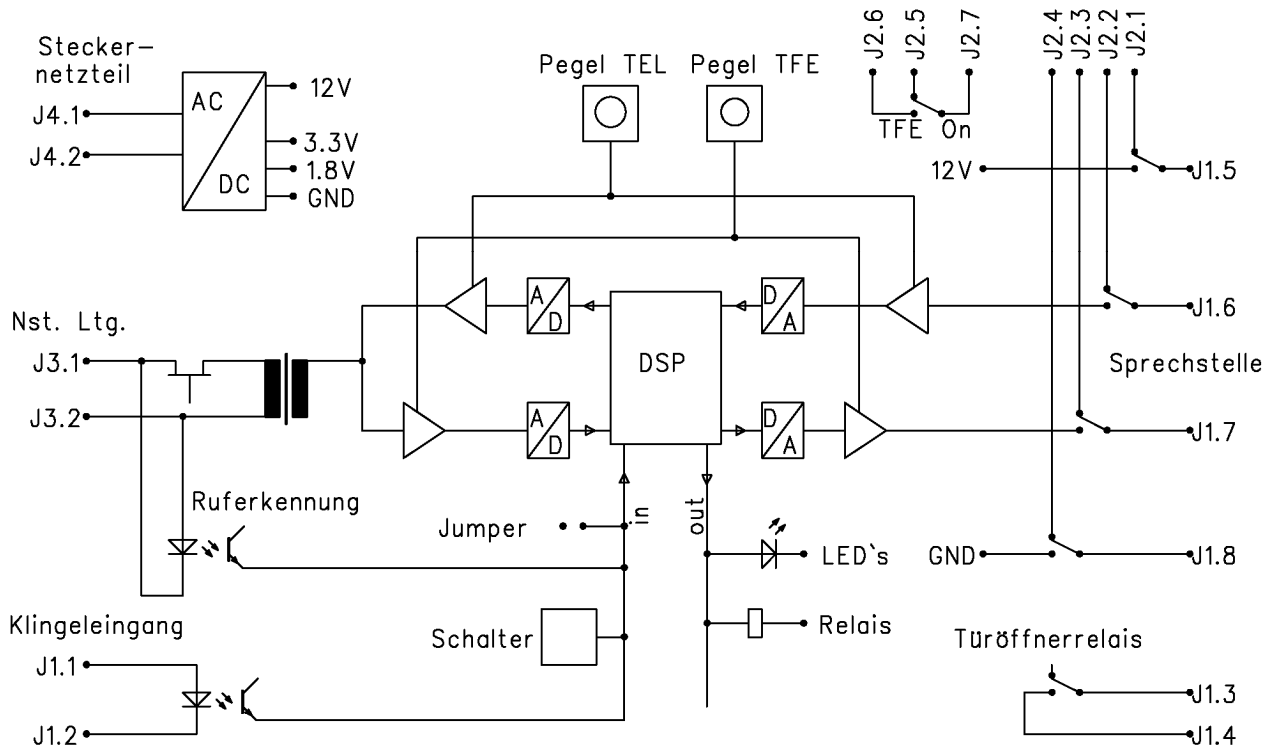 Stecker-
netzteil
J4.1
J4.2
AC
DC
12V
3.3V
1.8V
GND
Pegel TEL
Pegel TFE
J2.6
J2.5
J2.7
TFE On
J2.4
J2.3
J2.2
J2.1
12V
J1.5
J1.6
Nst. Ltg.
J3.1
J3.2
A
D
DSP
D
A
Sprechstelle
A
D
D
A
J1.7
Ruferkennung
Jumper
in
out
LED`s
GND
J1.8
Klingeleingang
J1.1
J1.2
Schalter
Relais
Türöffnerrelais
J1.3
J1.4